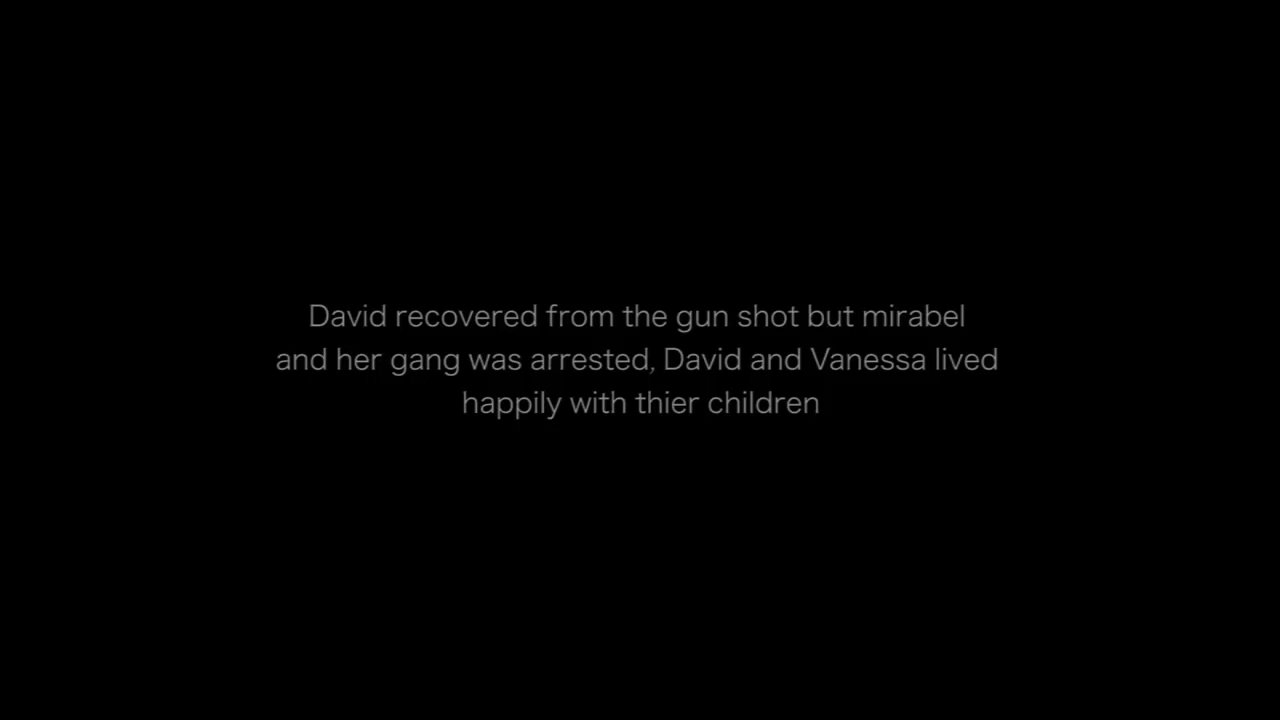 David recovered from the gun shot but mirabel
and her gang was arrested, David and Vanessa lived
happily with thier children